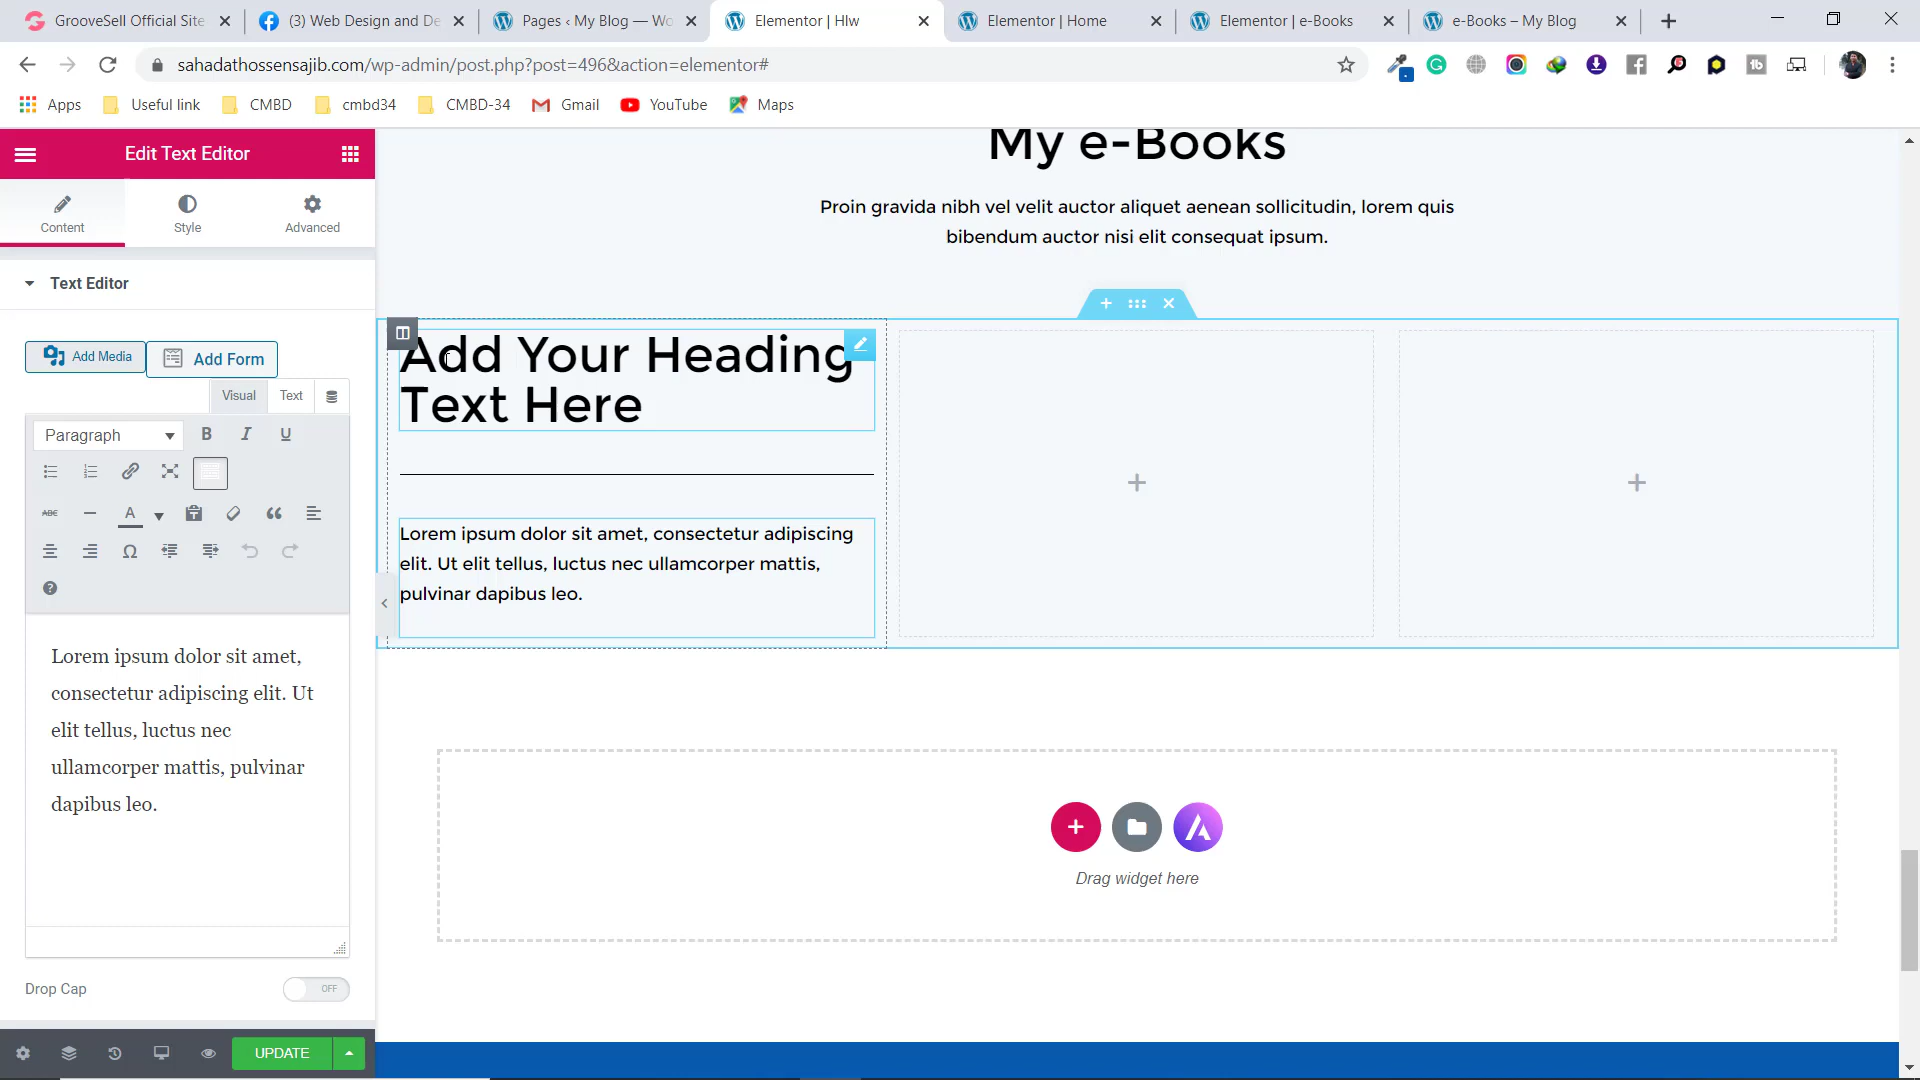 GrooveSell Official Site
(3) Web Design and De
Pages ‹ My Blog — Wo
Elementor | Hlw
Elementor | Home
Elementor | e-Books
e-Books – My Blog
sahadathossensajib.com/wp-admin/post.php?post=496&action=elementor#
Apps
Useful link
CMBD
cmbd34
CMBD-34
Gmail
YouTube
Maps
Edit Text Editor
Content
Style
Advanced
Text Editor
Add Media
Add Form
Visual
Text
Paragraph
B I U
ABC
A
Lorem ipsum dolor sit amet,
consectetur adipiscing elit. Ut
elit tellus, luctus nec
ullamcorper mattis, pulvinar
dapibus leo.
Drop Cap
OFF
UPDATE
My e-Books
Proin gravida nibh vel velit auctor aliquet aenean sollicitudin, lorem quis
bibendum auctor nisi elit consequat ipsum.
Add Your Heading
Text Here
Lorem ipsum dolor sit amet, consectetur adipiscing
elit. Ut elit tellus, luctus nec ullamcorper mattis,
pulvinar dapibus leo.
Drag widget here